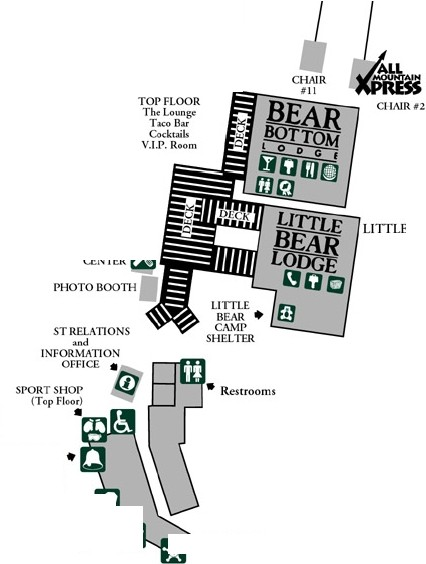 CHAIR
#11
ALL
MOUNTAIN
XPRESS
CHAIR #2
TOP FLOOR
The Lounge
Taco Bar
Cocktails
V.I.P. Room
DECK
BEAR
BOTTOM
LODGE
DECK
DECK
LITTLE
BEAR
LODGE
LITTLE
CENTER
PHOTO BOOTH
LITTLE
BEAR
CAMP
SHELTER
ST RELATIONS
and
INFORMATION
OFFICE
SPORT SHOP
(Top Floor)
Restrooms